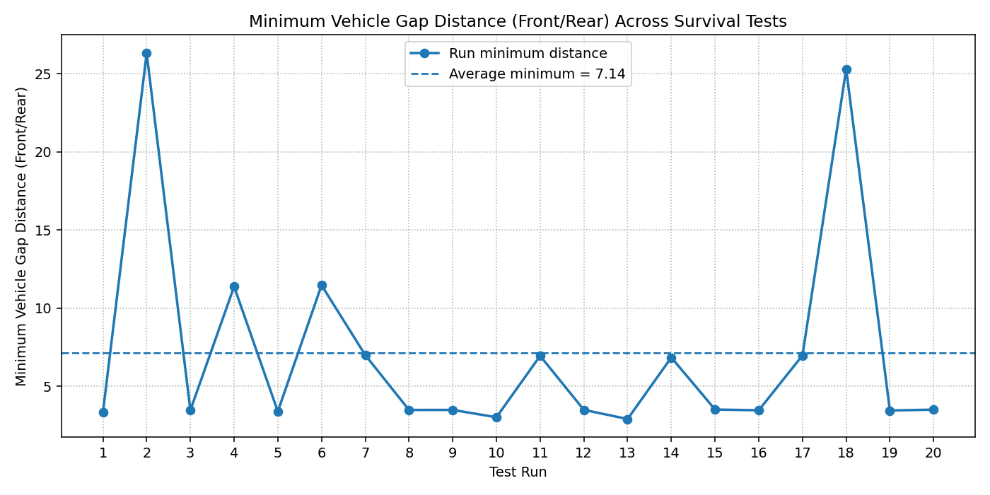 Minimum Vehicle Gap Distance (Front/Rear) Across Survival Tests
Run minimum distance
Average minimum = 7.14
Minimum Vehicle Gap Distance (Front/Rear)
25
20
15
10
5
1 2 3 4 5 6 7 8 9 10 11 12 13 14 15 16 17 18 19 20
Test Run